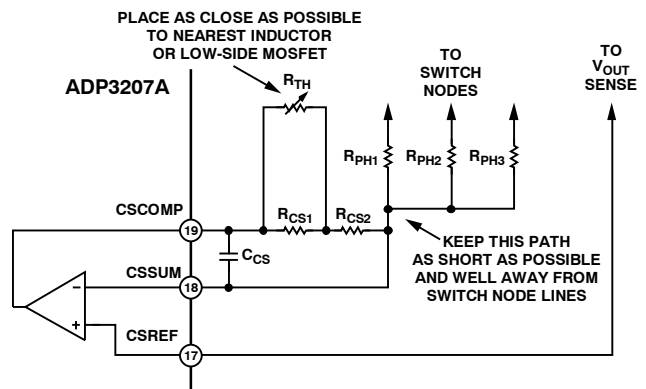 PLACE AS CLOSE AS POSSIBLE
TO NEAREST INDUCTOR
OR LOW-SIDE MOSFET
ADP3207A
RTH
TO
SWITCH
NODES
TO
VOUT
SENSE
RPH1
RPH2
RPH3
CSCOMP
19
RCS1
RCS2
CCS
KEEP THIS PATH
AS SHORT AS POSSIBLE
AND WELL AWAY FROM
SWITCH NODE LINES
CSSUM
18
–
+
CSREF
17